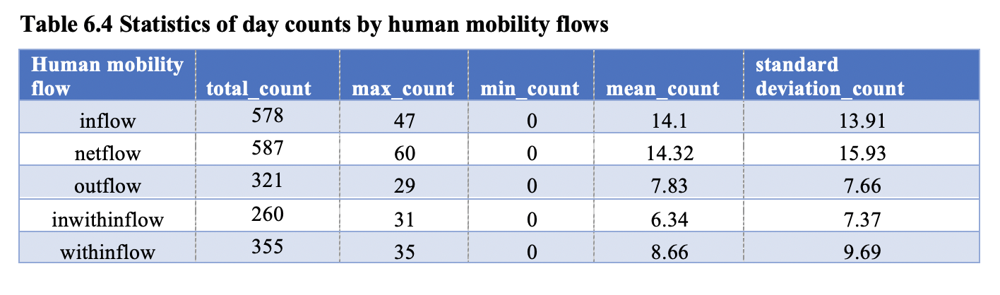 Table 6.4 Statistics of day counts by human mobility flows
Human mobility flow total_count max_count min_count mean_count standard deviation_count
inflow 578 47 0 14.1 13.91
netflow 587 60 0 14.32 15.93
outflow 321 29 0 7.83 7.66
inwithinflow 260 31 0 6.34 7.37
withinflow 355 35 0 8.66 9.69